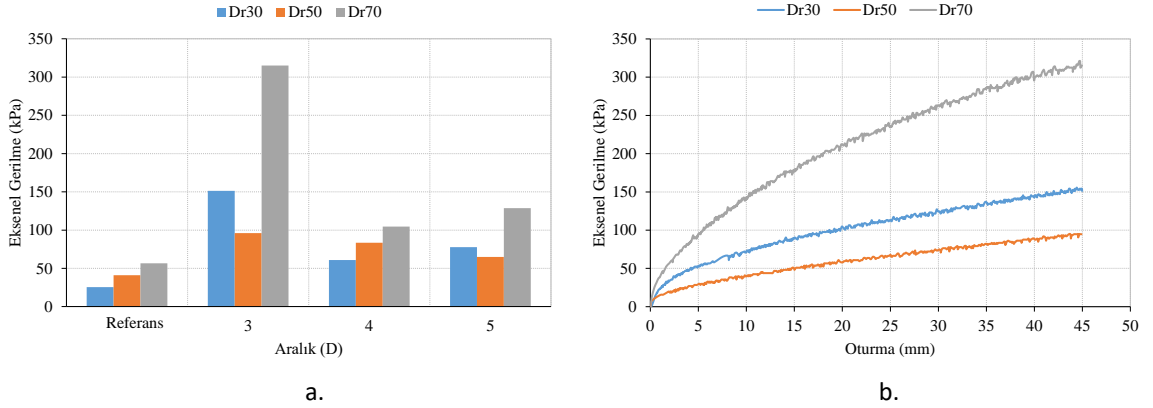 Dr30 Dr50 Dr70
350
300
250
200
150
100
50
0
Eksenel Gerilme (kPa)
Referans 3 4 5
Aralık (D)
a.
Dr30 Dr50 Dr70
350
300
250
200
150
100
50
0
Eksenel Gerilme (kPa)
0 5 10 15 20 25 30 35 40 45 50
Oturma (mm)
b.